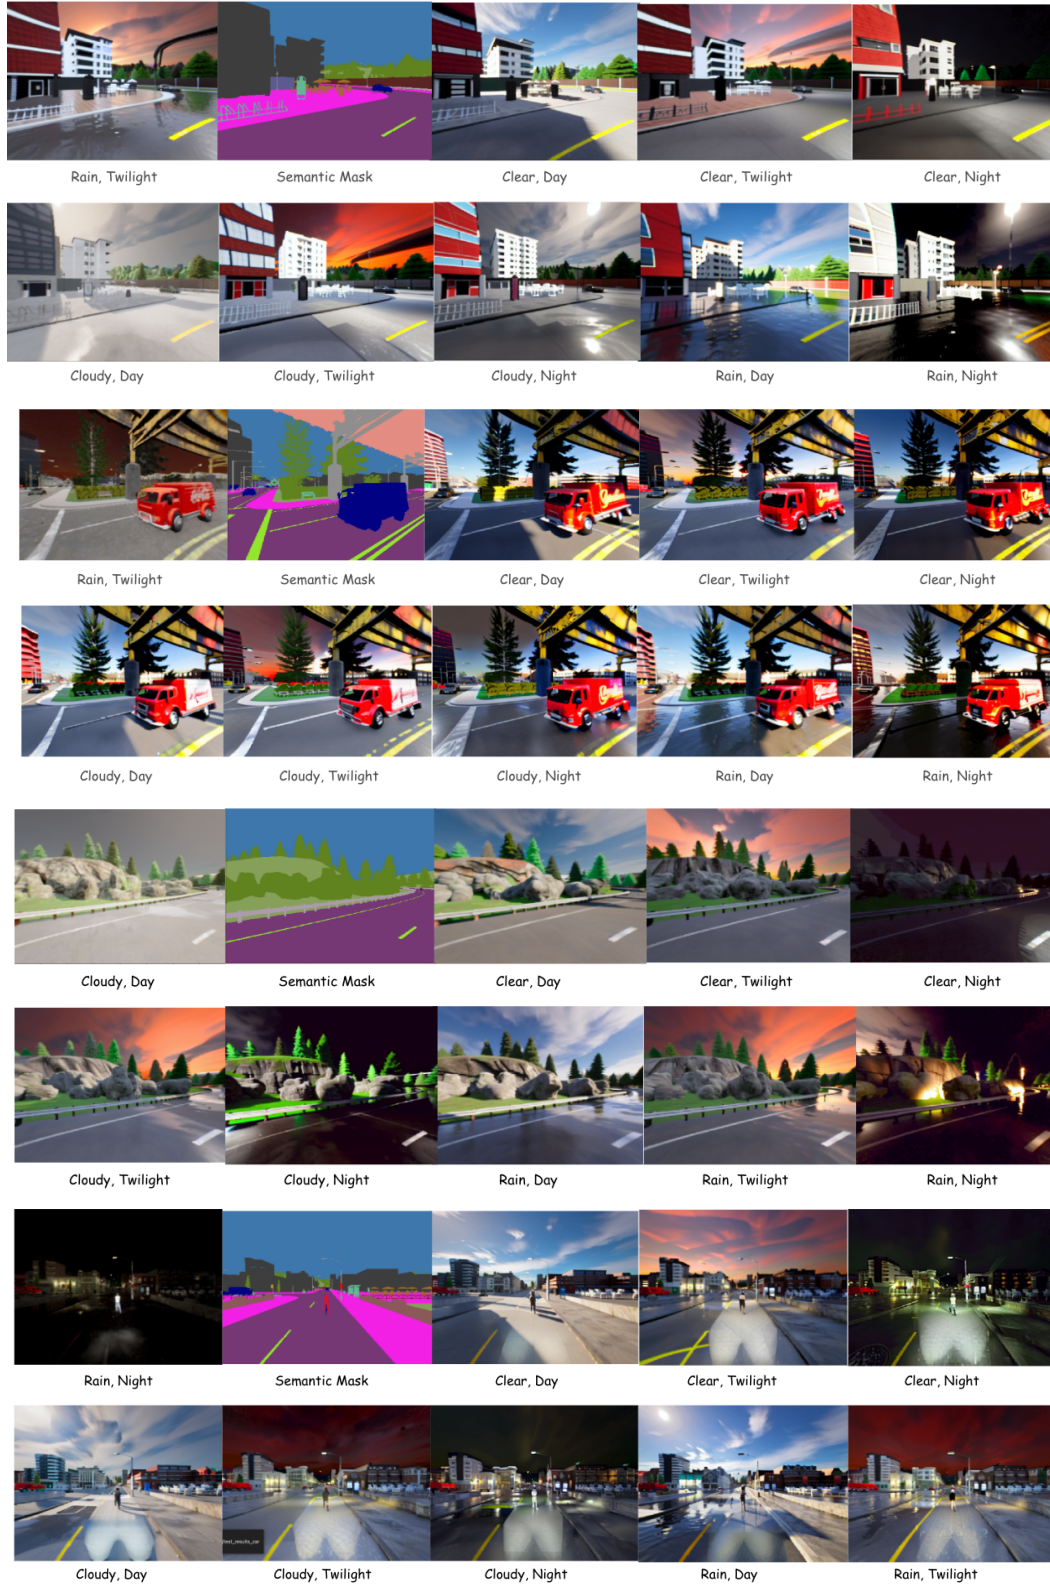 Rain, Twilight
Semantic Mask
Clear, Day
Clear, Twilight
Clear, Night
Cloudy, Day
Cloudy, Twilight
Cloudy, Night
Rain, Day
Rain, Night
Rain, Twilight
Semantic Mask
Clear, Day
Clear, Twilight
Clear, Night
Cloudy, Day
Cloudy, Twilight
Cloudy, Night
Rain, Day
Rain, Night
Cloudy, Day
Semantic Mask
Clear, Day
Clear, Twilight
Clear, Night
Cloudy, Twilight
Cloudy, Night
Rain, Day
Rain, Twilight
Rain, Night
Rain, Night
Semantic Mask
Clear, Day
Clear, Twilight
Clear, Night
Cloudy, Day
Cloudy, Twilight
Cloudy, Night
Rain, Day
Rain, Twilight